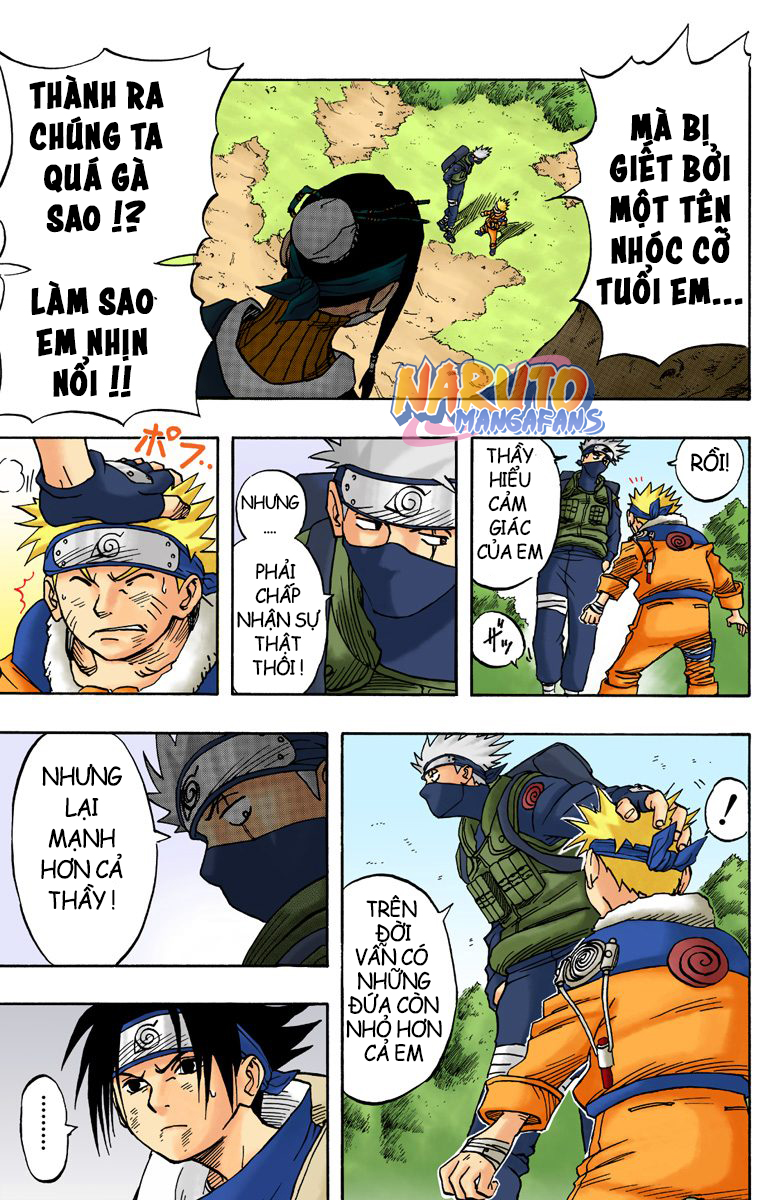 MÀ BỊ
GIẾT BỞI
MỘT TÊN
NHÓC CỠ
TUỔI EM...
THÀNH RA
CHÚNG TA
QUÁ GÀ
SAO !?
LÀM SAO
EM NHỊN
NỔI !!
NARUTO
MANGAFANS
RỒI!
THẦY
HIỂU
CẢM
GIÁC
CỦA EM
ザッ
NHƯNG
....
PHẢI
CHẤP
NHẬN SỰ
THẬT
THÔI !
ポフ
!
TRÊN
ĐỜI
VẪN CÓ
NHỮNG
ĐỨA CÒN
NHỎ HƠN
CẢ EM
NHƯNG
LẠI
MẠNH
HƠN CẢ
THẦY !
.........